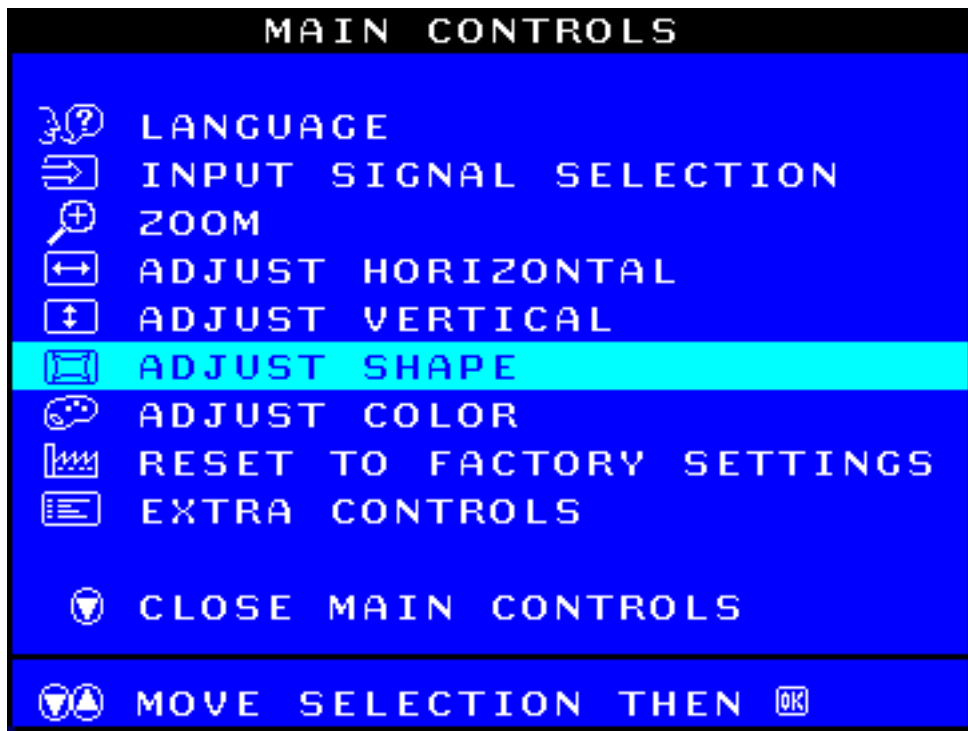 MAIN CONTROLS
LANGUAGE
INPUT SIGNAL SELECTION
ZOOM
ADJUST HORIZONTAL
ADJUST VERTICAL
ADJUST SHAPE
ADJUST COLOR
RESET TO FACTORY SETTINGS
EXTRA CONTROLS
CLOSE MAIN CONTROLS
MOVE SELECTION THEN OK